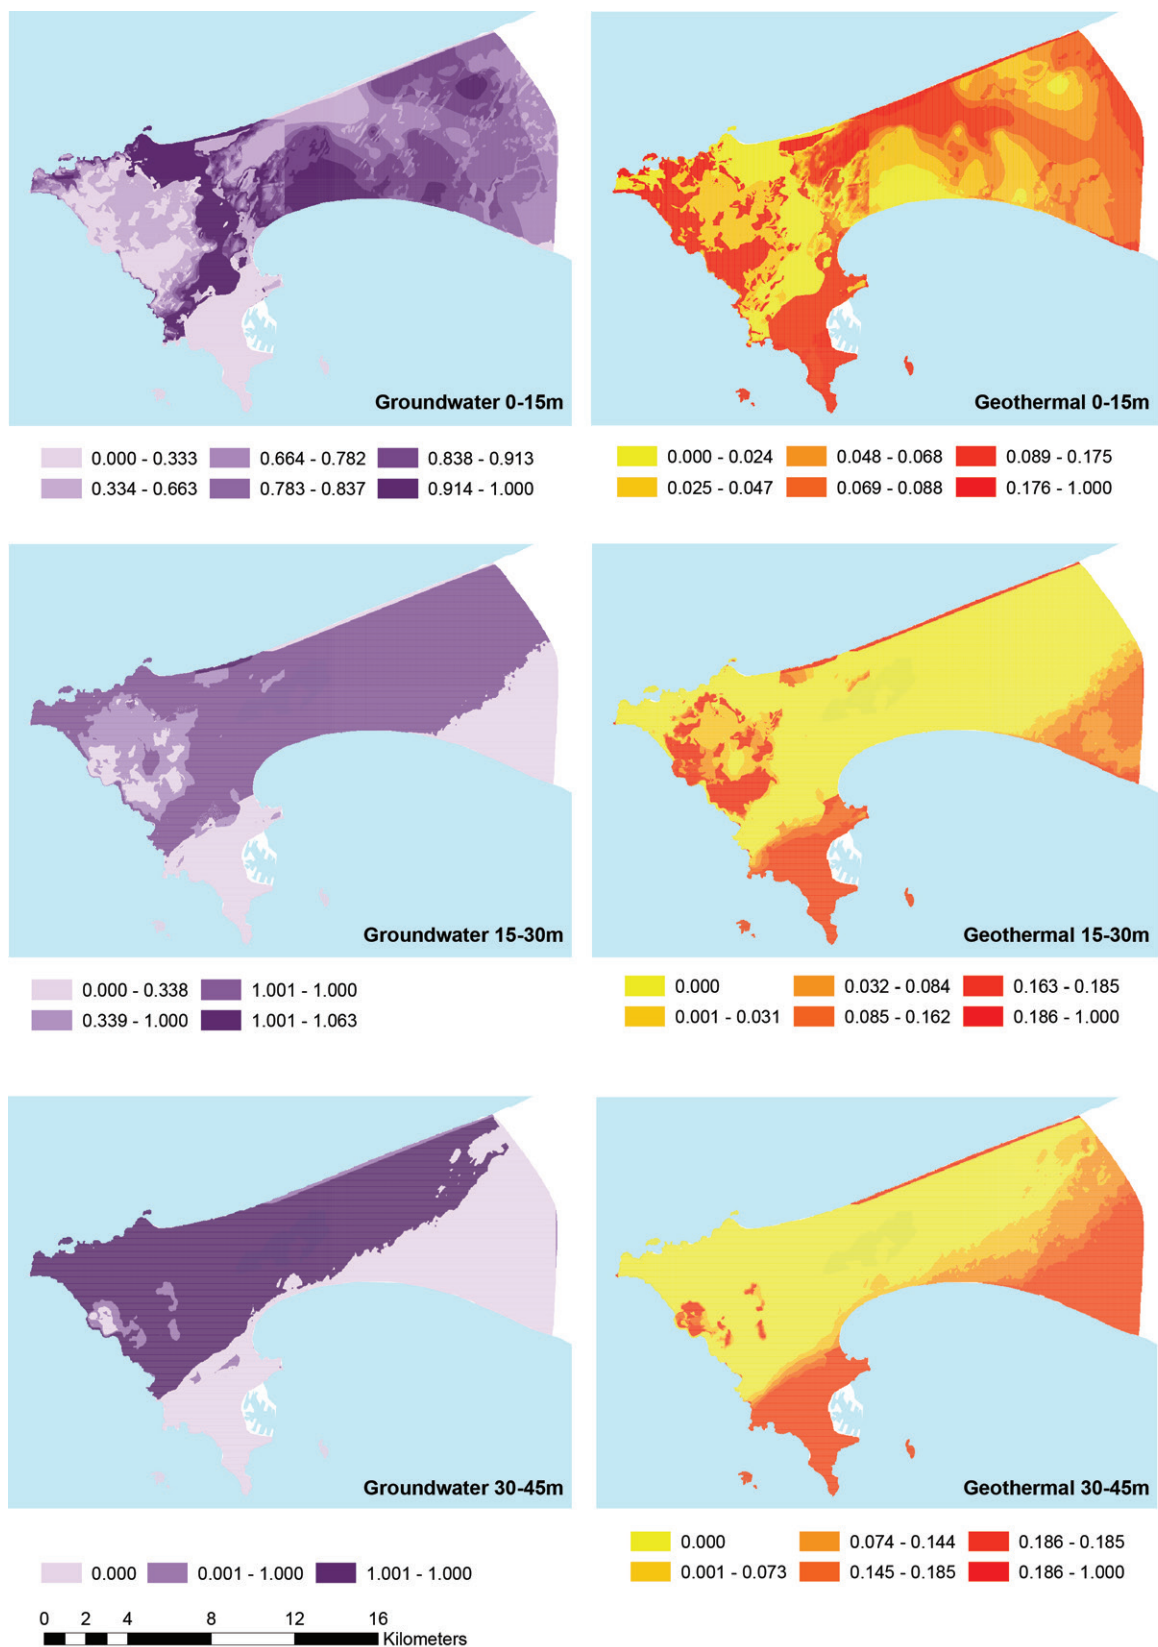 Groundwater 0-15m
Geothermal 0-15m
0.000 - 0.333 0.664 - 0.782 0.838 - 0.913
0.334 - 0.663 0.783 - 0.837 0.914 - 1.000
0.000 - 0.024 0.048 - 0.068 0.089 - 0.175
0.025 - 0.047 0.069 - 0.088 0.176 - 1.000
Groundwater 15-30m
Geothermal 15-30m
0.000 - 0.338 1.001 - 1.000
0.339 - 1.000 1.001 - 1.063
0.000 0.032 - 0.084 0.163 - 0.185
0.001 - 0.031 0.085 - 0.162 0.186 - 1.000
Groundwater 30-45m
Geothermal 30-45m
0.000 0.001 - 1.000 1.001 - 1.000
0.000 0.074 - 0.144 0.186 - 0.185
0.001 - 0.073 0.145 - 0.185 0.186 - 1.000
0 2 4 8 12 16
Kilometers